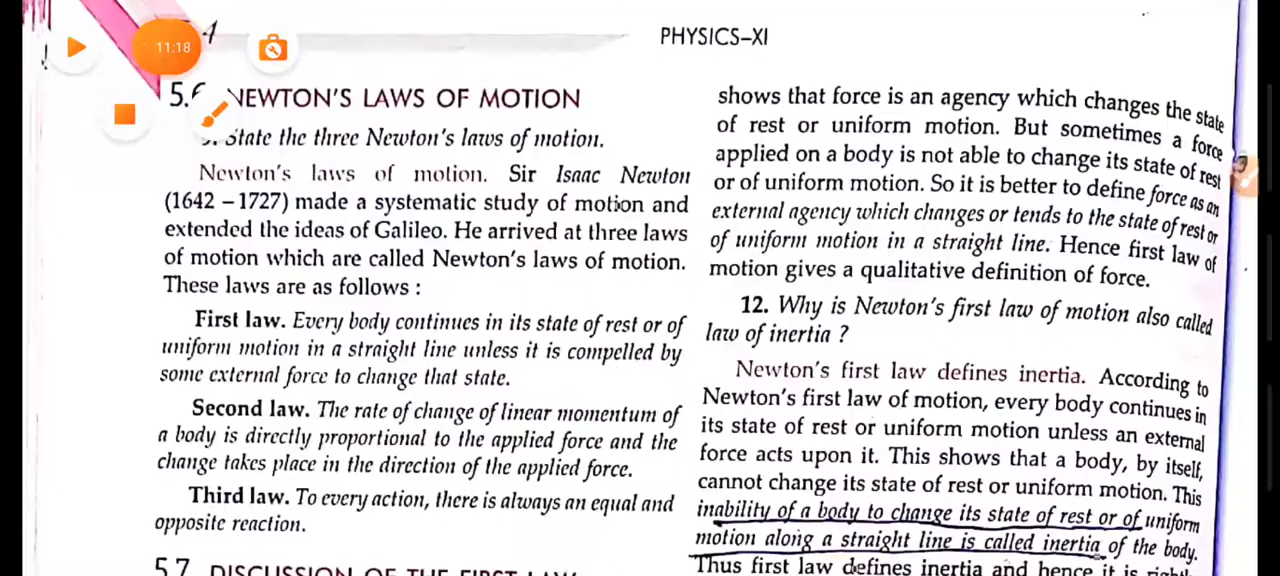 4
PHYSICS–XI
11:18
5.6 NEWTON'S LAWS OF MOTION
State the three Newton's laws of motion.
Newton's laws of motion. Sir Isaac Newton
(1642 – 1727) made a systematic study of motion and
extended the ideas of Galileo. He arrived at three laws
of motion which are called Newton's laws of motion.
These laws are as follows :
First law. Every body continues in its state of rest or of
uniform motion in a straight line unless it is compelled by
some external force to change that state.
Second law. The rate of change of linear momentum of
a body is directly proportional to the applied force and the
change takes place in the direction of the applied force.
Third law. To every action, there is always an equal and
opposite reaction.
5.7 DISCUSSION OF THE FIRST LAW
shows that force is an agency which changes the state
of rest or uniform motion. But sometimes a force
applied on a body is not able to change its state of rest
or of uniform motion. So it is better to define force as an
external agency which changes or tends to the state of rest or
of uniform motion in a straight line. Hence first law of
motion gives a qualitative definition of force.
12. Why is Newton's first law of motion also called
law of inertia ?
Newton's first law defines inertia. According to
Newton's first law of motion, every body continues in
its state of rest or uniform motion unless an external
force acts upon it. This shows that a body, by itself,
cannot change its state of rest or uniform motion. This
inability of a body to change its state of rest or of uniform
motion along a straight line is called inertia of the body.
Thus first law defines inertia and hence it is